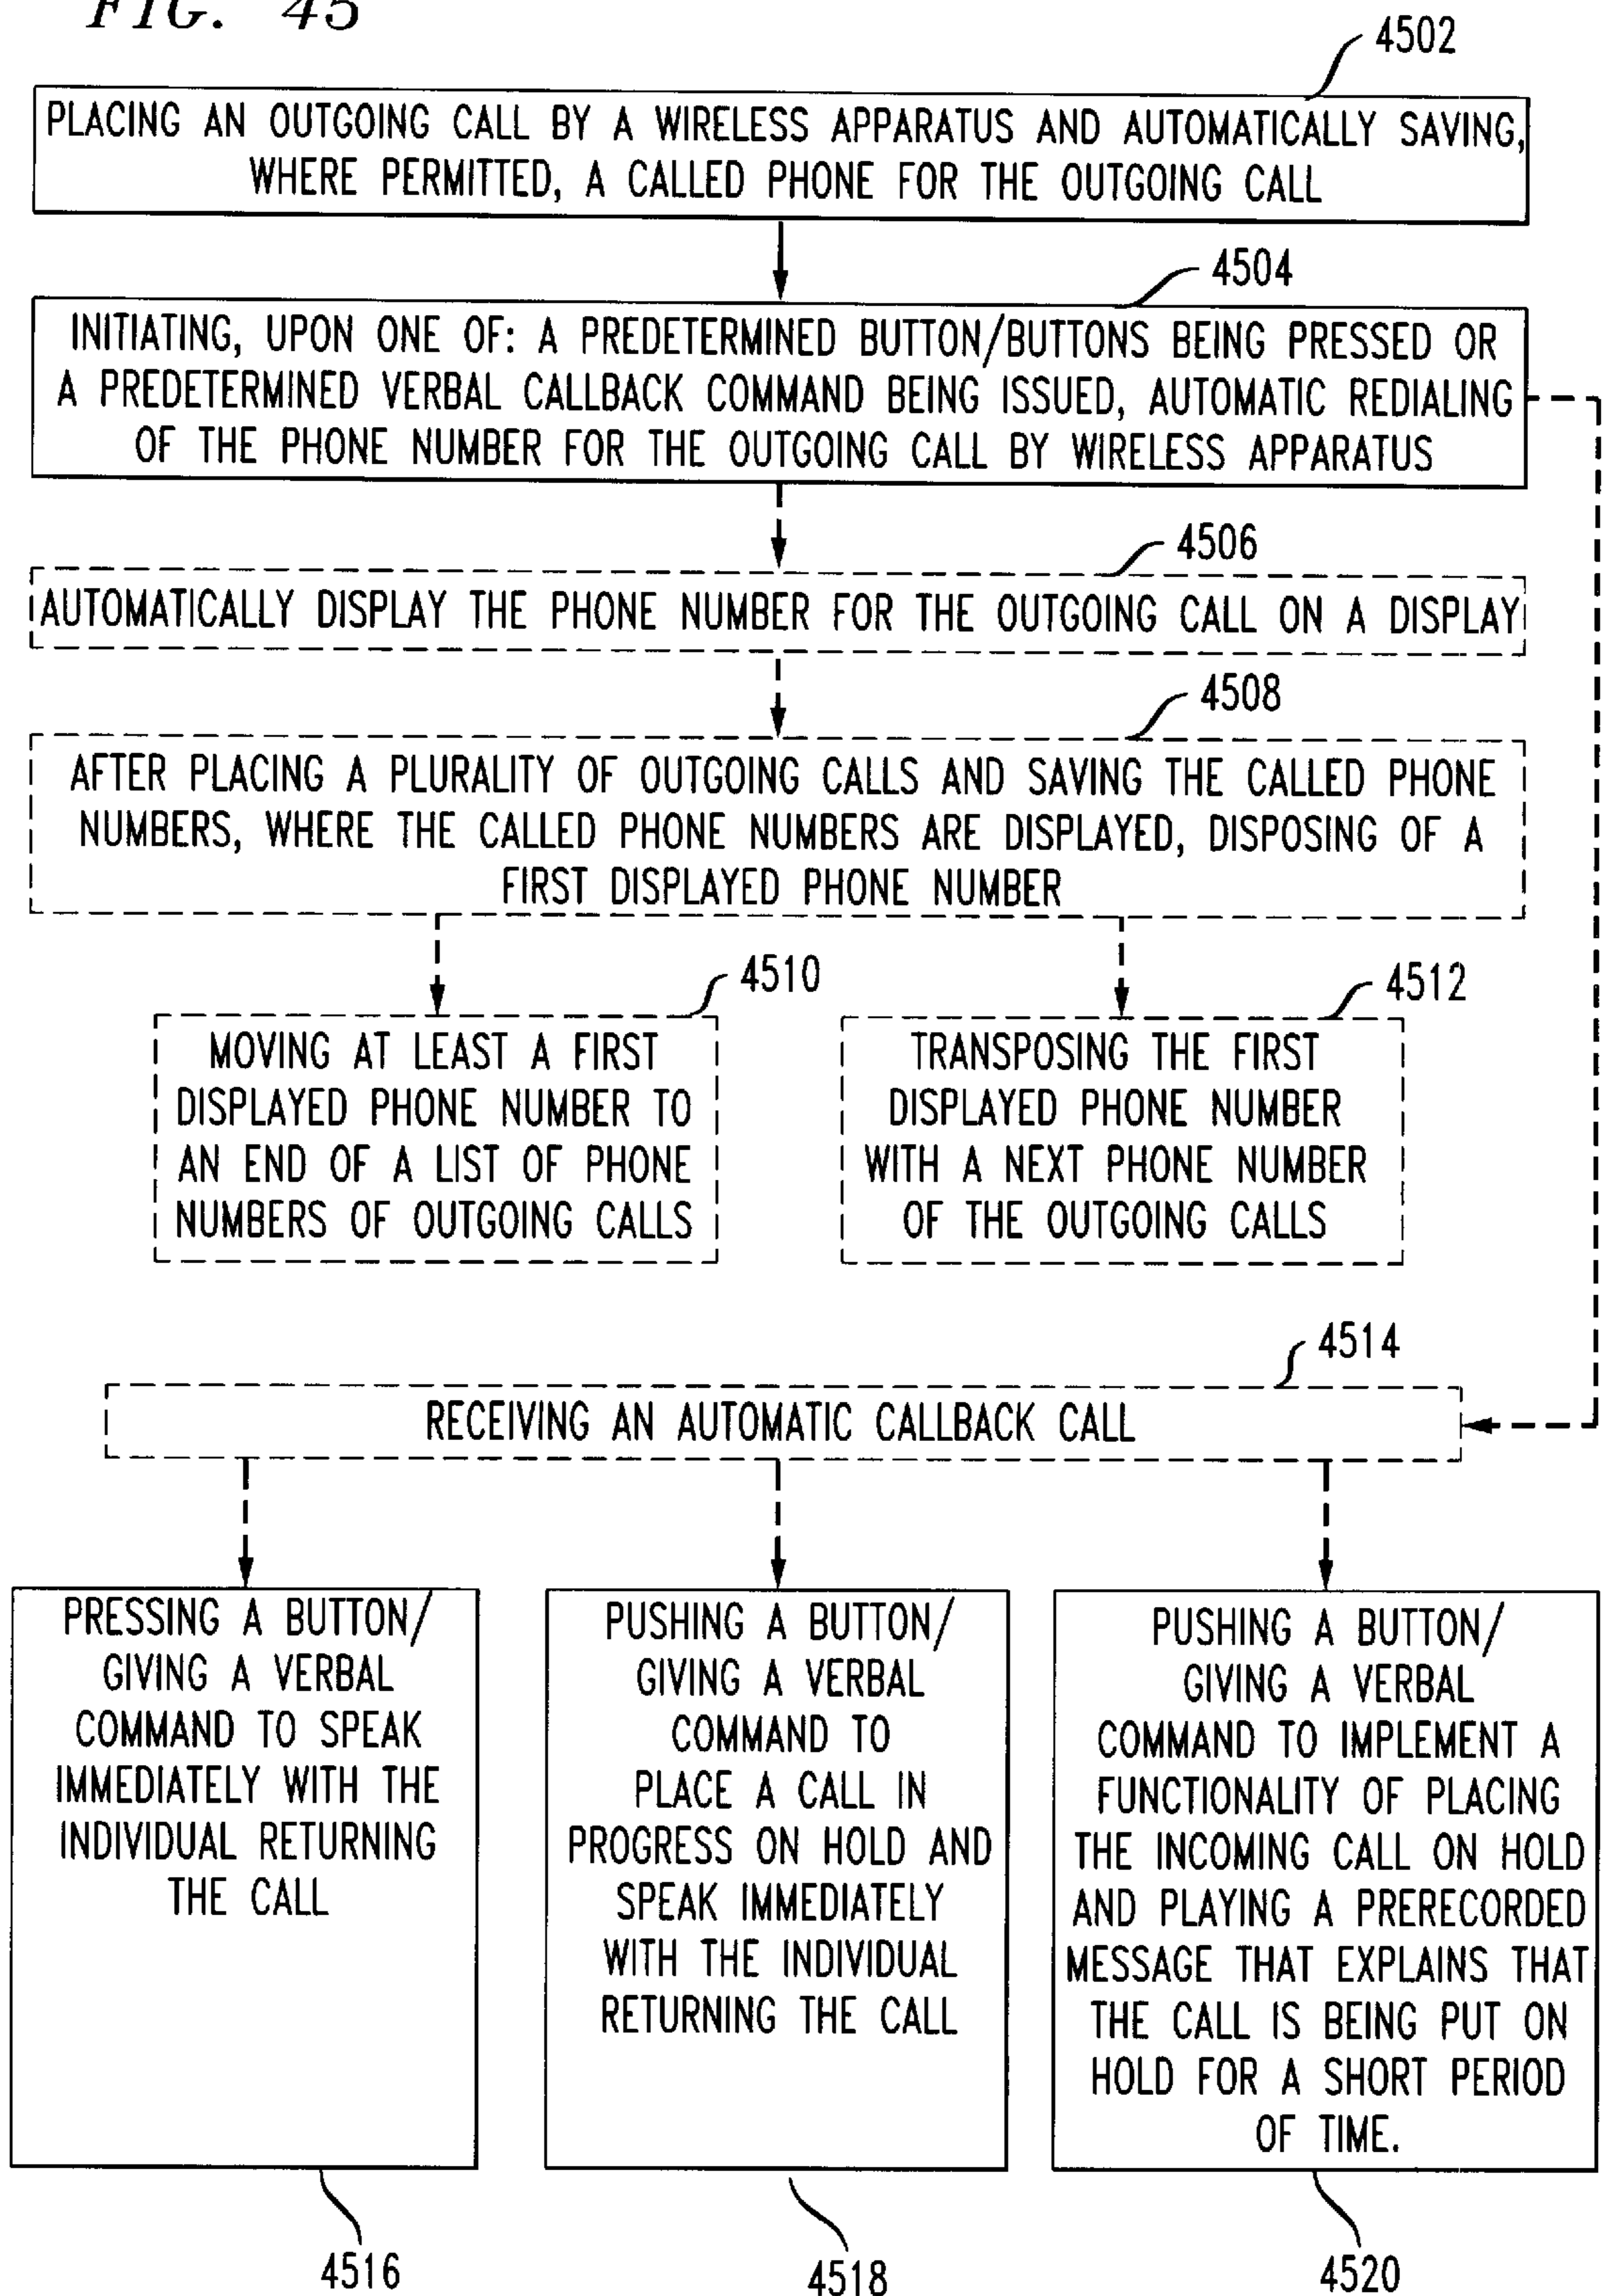 FIG. 45
4502
PLACING AN OUTGOING CALL BY A WIRELESS APPARATUS AND AUTOMATICALLY SAVING,
WHERE PERMITTED, A CALLED PHONE FOR THE OUTGOING CALL
4504
INITIATING, UPON ONE OF: A PREDETERMINED BUTTON/BUTTONS BEING PRESSED OR
A PREDETERMINED VERBAL CALLBACK COMMAND BEING ISSUED, AUTOMATIC REDIALING
OF THE PHONE NUMBER FOR THE OUTGOING CALL BY WIRELESS APPARATUS
4506
AUTOMATICALLY DISPLAY THE PHONE NUMBER FOR THE OUTGOING CALL ON A DISPLAY
4508
AFTER PLACING A PLURALITY OF OUTGOING CALLS AND SAVING THE CALLED PHONE
NUMBERS, WHERE THE CALLED PHONE NUMBERS ARE DISPLAYED, DISPOSING OF A
FIRST DISPLAYED PHONE NUMBER
4510
MOVING AT LEAST A FIRST
DISPLAYED PHONE NUMBER TO
AN END OF A LIST OF PHONE
NUMBERS OF OUTGOING CALLS
4512
TRANSPOSING THE FIRST
DISPLAYED PHONE NUMBER
WITH A NEXT PHONE NUMBER
OF THE OUTGOING CALLS
4514
RECEIVING AN AUTOMATIC CALLBACK CALL
PRESSING A BUTTON/
GIVING A VERBAL
COMMAND TO SPEAK
IMMEDIATELY WITH THE
INDIVIDUAL RETURNING
THE CALL
4516
PUSHING A BUTTON/
GIVING A VERBAL
COMMAND TO
PLACE A CALL IN
PROGRESS ON HOLD AND
SPEAK IMMEDIATELY
WITH THE INDIVIDUAL
RETURNING THE CALL
4518
PUSHING A BUTTON/
GIVING A VERBAL
COMMAND TO IMPLEMENT A
FUNCTIONALITY OF PLACING
THE INCOMING CALL ON HOLD
AND PLAYING A PRERECORDED
MESSAGE THAT EXPLAINS THAT
THE CALL IS BEING PUT ON
HOLD FOR A SHORT PERIOD
OF TIME.
4520